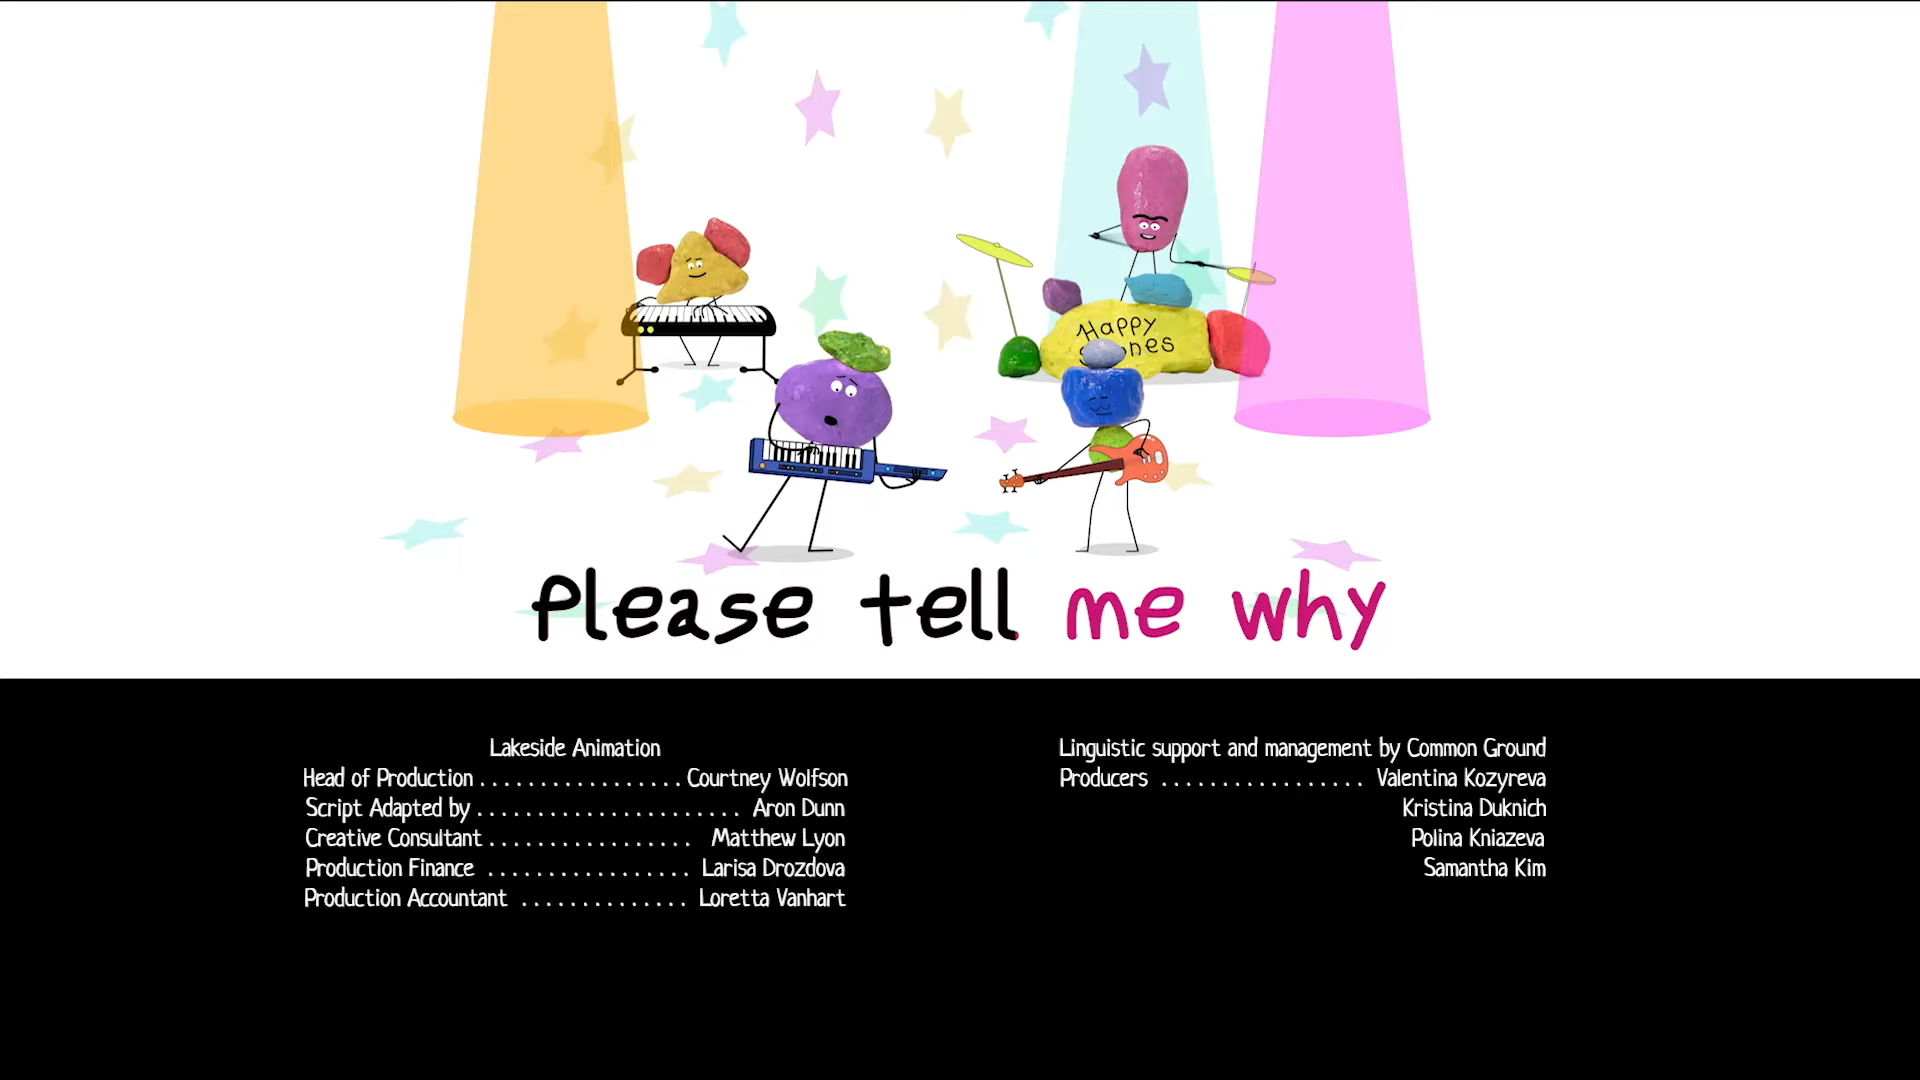 Happy
please tell me why
Lakeside Animation
Head of Production . . . . . . . . . . . . . . . . . Courtney Wolfson
Script Adapted by . . . . . . . . . . . . . . . . . . . . . . Aron Dunn
Creative Consultant . . . . . . . . . . . . . . . . . Matthew Lyon
Production Finance . . . . . . . . . . . . . . . . . Larisa Drozdova
Production Accountant . . . . . . . . . . . . . . Loretta Vanhart
Linguistic support and management by Common Ground
Producers . . . . . . . . . . . . . . . . . Valentina Kozyreva
Kristina Duknich
Polina Kniazeva
Samantha Kim